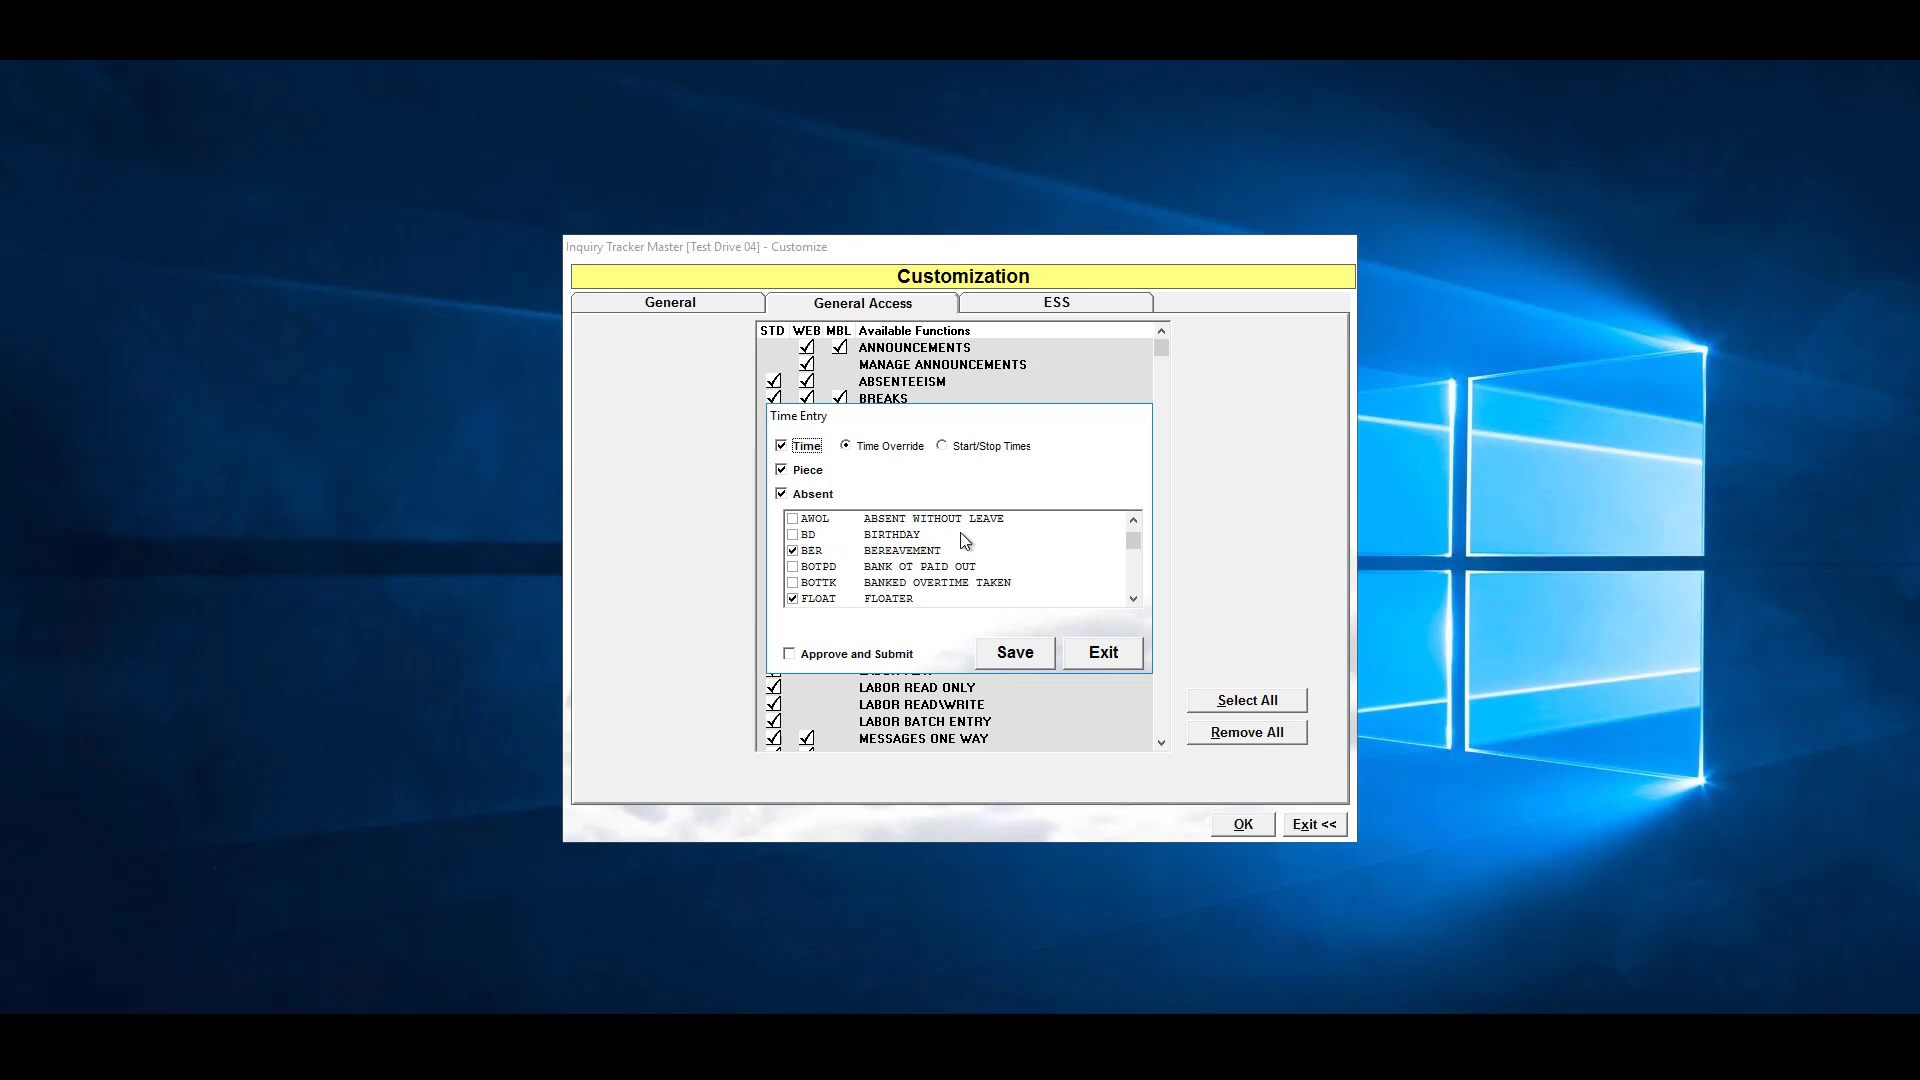 Inquiry Tracker Master [Test Drive 04] - Customize
Customization
General General Access ESS
STD WEB MBL Available Functions
ANNOUNCEMENTS
MANAGE ANNOUNCEMENTS
ABSENTEEISM
BREAKS
Time Entry
Time Time Override Start/Stop Times
Piece
Absent
AWOL ABSENT WITHOUT LEAVE
BD BIRTHDAY
BER BEREAVEMENT
BOTPD BANK OT PAID OUT
BOTTK BANKED OVERTIME TAKEN
FLOAT FLOATER
Approve and Submit Save Exit
LABOR READ ONLY
LABOR READ\WRITE
LABOR BATCH ENTRY
MESSAGES ONE WAY
Select All
Remove All
OK Exit <<